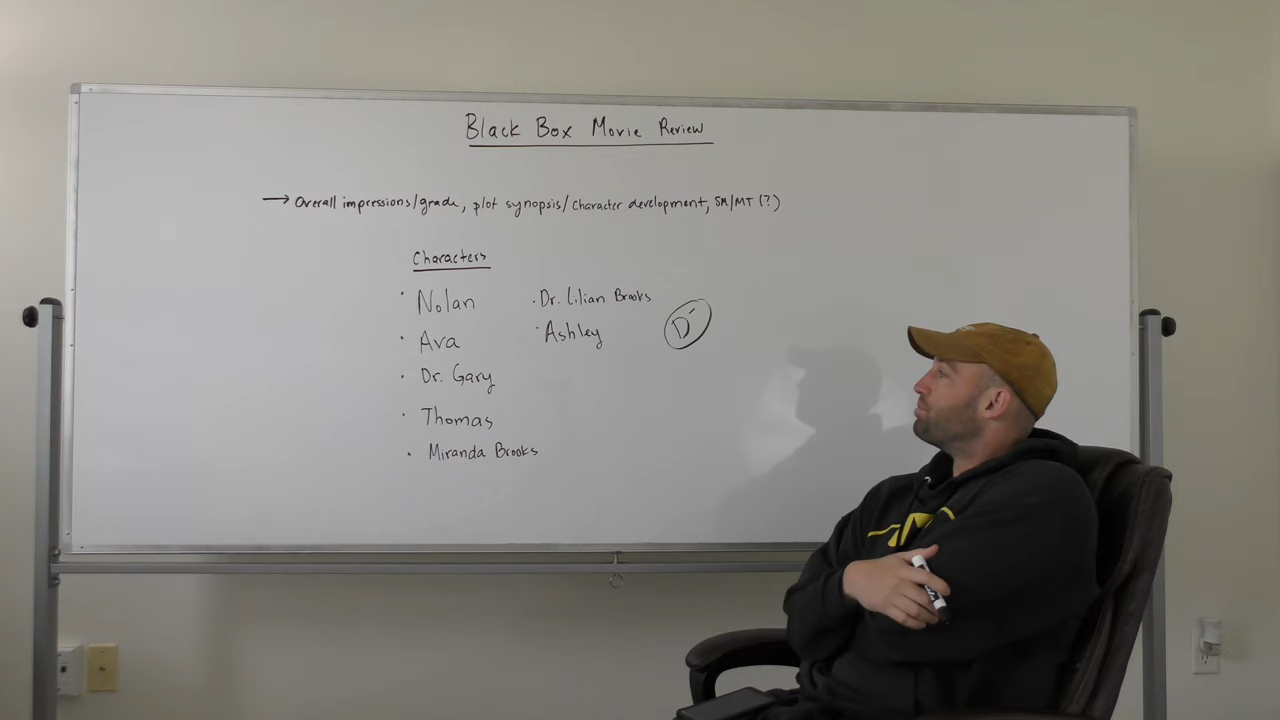 Black Box Movie Review
→ Overall impressions/grade, plot synopsis/character development, SM/MT (?)
Characters
· Nolan
· Ava
· Dr. Gary
· Thomas
· Miranda Brooks
· Dr. Lilian Brooks
· Ashley
D-